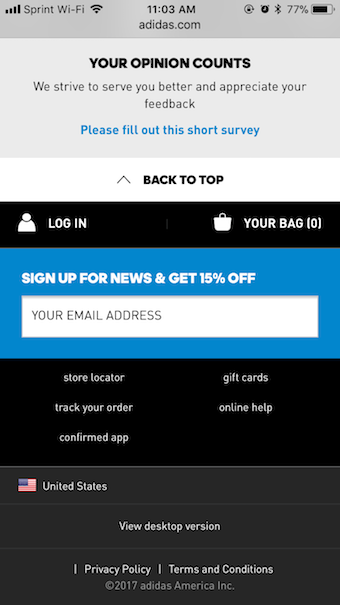 Sprint Wi-Fi 11:03 AM 77%
adidas.com
YOUR OPINION COUNTS
We strive to serve you better and appreciate your
feedback
Please fill out this short survey
BACK TO TOP
LOG IN | YOUR BAG (0)
SIGN UP FOR NEWS & GET 15% OFF
YOUR EMAIL ADDRESS
store locator gift cards
track your order online help
confirmed app
United States
View desktop version
| Privacy Policy | Terms and Conditions
©2017 adidas America Inc.